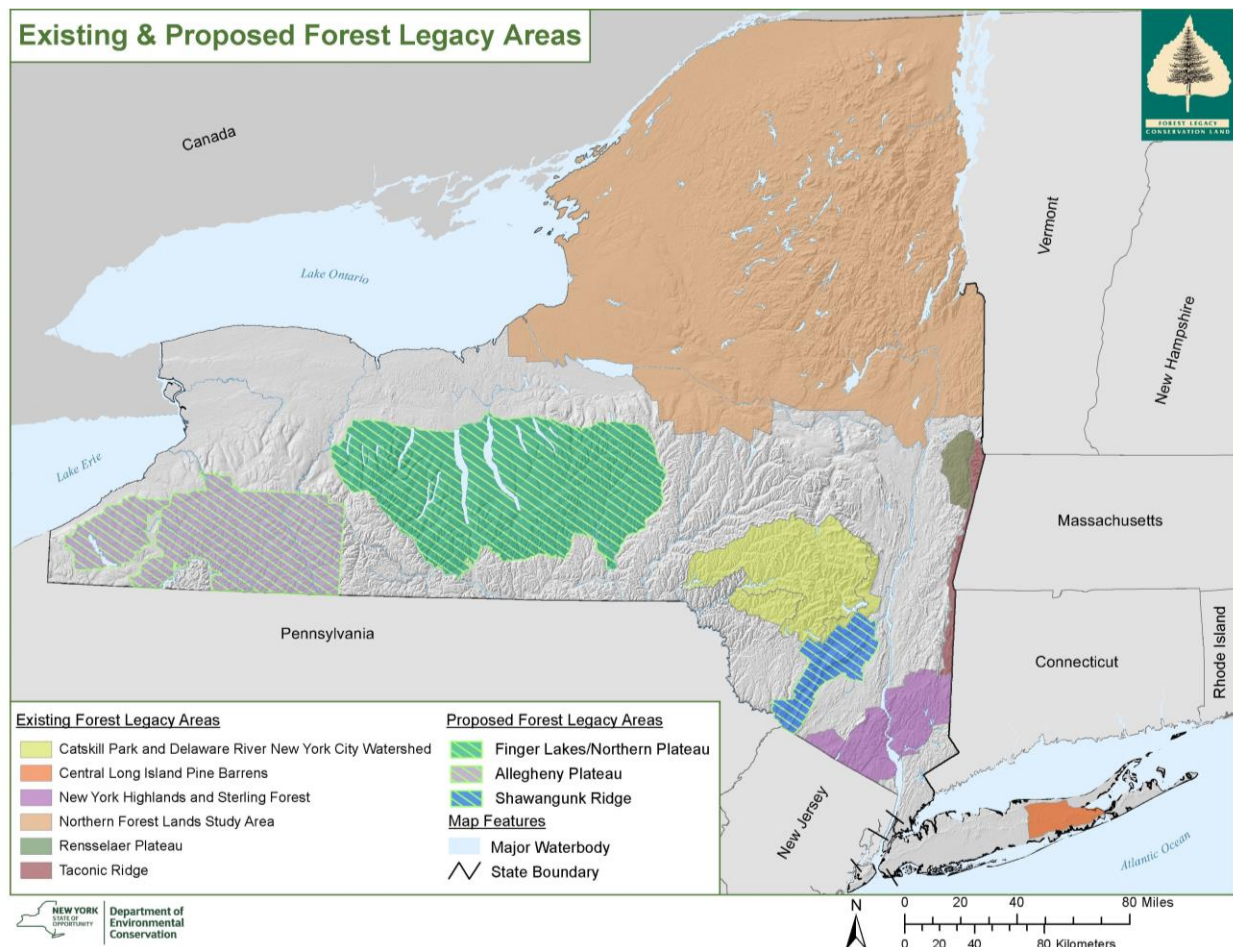 Existing & Proposed Forest Legacy Areas
FOREST LEGACY
CONSERVATION LAND
Canada
Lake Ontario
Vermont
New Hampshire
Lake Erie
Massachusetts
Pennsylvania
Connecticut
Rhode Island
New Jersey
Atlantic Ocean
Existing Forest Legacy Areas
Catskill Park and Delaware River New York City Watershed
Central Long Island Pine Barrens
New York Highlands and Sterling Forest
Northern Forest Lands Study Area
Rensselaer Plateau
Taconic Ridge
Proposed Forest Legacy Areas
Finger Lakes/Northern Plateau
Allegheny Plateau
Shawangunk Ridge
Map Features
Major Waterbody
State Boundary
NEW YORK
STATE OF
OPPORTUNITY
Department of
Environmental
Conservation
N
0 20 40 80 Miles
0 20 40 80 Kilometers